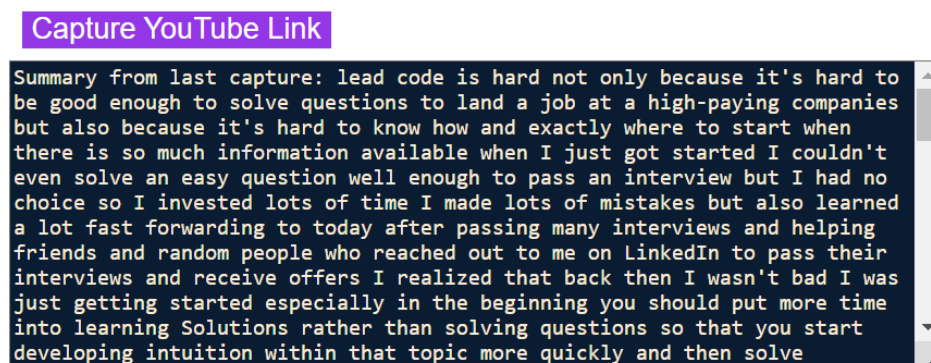 Capture YouTube Link
Summary from last capture: lead code is hard not only because it's hard to
be good enough to solve questions to land a job at a high-paying companies
but also because it's hard to know how and exactly where to start when
there is so much information available when I just got started I couldn't
even solve an easy question well enough to pass an interview but I had no
choice so I invested lots of time I made lots of mistakes but also learned
a lot fast forwarding to today after passing many interviews and helping
friends and random people who reached out to me on LinkedIn to pass their
interviews and receive offers I realized that back then I wasn't bad I was
just getting started especially in the beginning you should put more time
into learning Solutions rather than solving questions so that you start
developing intuition within that topic more quickly and then solve